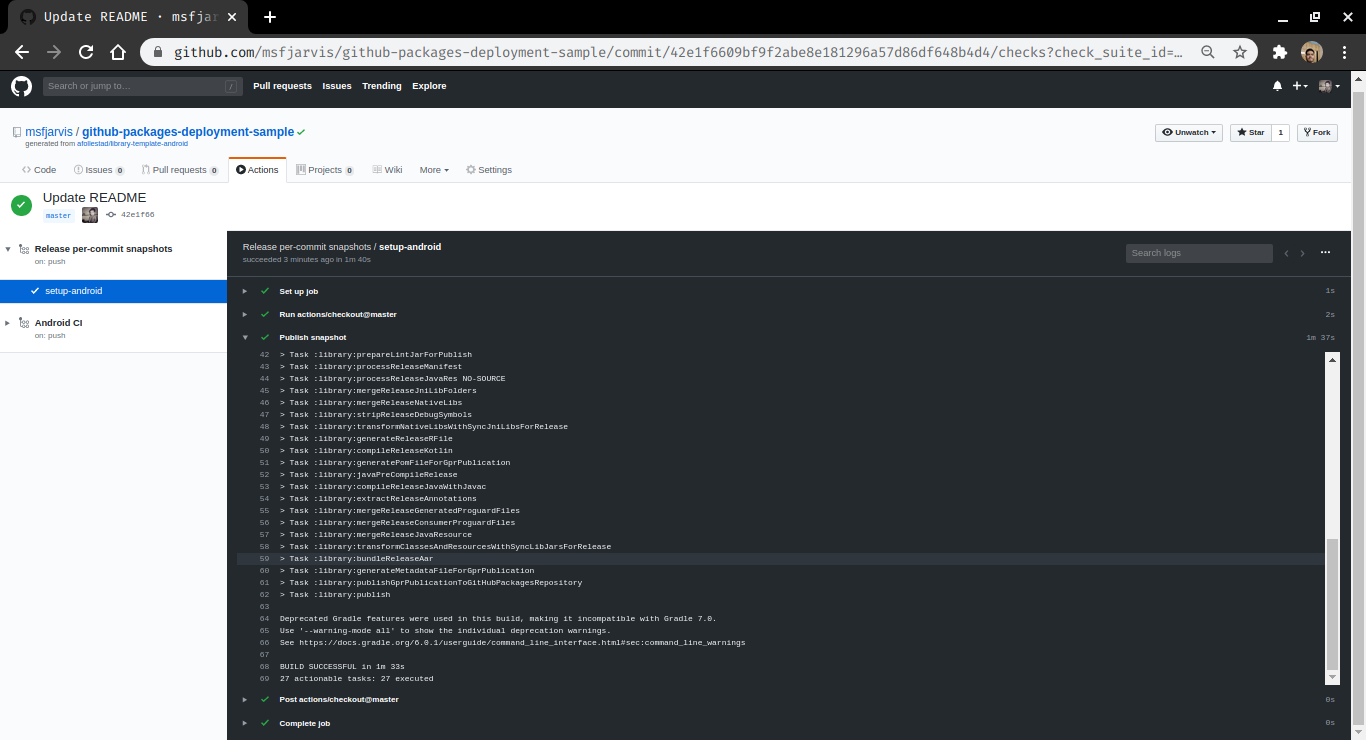 Update README · msfjar
github.com/msfjarvis/github-packages-deployment-sample/commit/42e1f6609bf9f2abe8e181296a57d86df648b4d4/checks?check_suite_id=…
Search or jump to… /
Pull requests Issues Trending Explore
msfjarvis / github-packages-deployment-sample
generated from afollestad/library-template-android
Unwatch Star 1 Fork
Code Issues 0 Pull requests 0 Actions Projects 0 Wiki More Settings
Update README
master 42e1f66
Release per-commit snapshots
on: push
setup-android
Android CI
on: push
Release per-commit snapshots / setup-android
succeeded 3 minutes ago in 1m 40s
Search logs
Set up job 1s
Run actions/checkout@master 2s
Publish snapshot 1m 37s
42 > Task :library:prepareLintJarForPublish
43 > Task :library:processReleaseManifest
44 > Task :library:processReleaseJavaRes NO-SOURCE
45 > Task :library:mergeReleaseJniLibFolders
46 > Task :library:mergeReleaseNativeLibs
47 > Task :library:stripReleaseDebugSymbols
48 > Task :library:transformNativeLibsWithSyncJniLibsForRelease
49 > Task :library:generateReleaseRFile
50 > Task :library:compileReleaseKotlin
51 > Task :library:generatePomFileForGprPublication
52 > Task :library:javaPreCompileRelease
53 > Task :library:compileReleaseJavaWithJavac
54 > Task :library:extractReleaseAnnotations
55 > Task :library:mergeReleaseGeneratedProguardFiles
56 > Task :library:mergeReleaseConsumerProguardFiles
57 > Task :library:mergeReleaseJavaResource
58 > Task :library:transformClassesAndResourcesWithSyncLibJarsForRelease
59 > Task :library:bundleReleaseAar
60 > Task :library:generateMetadataFileForGprPublication
61 > Task :library:publishGprPublicationToGitHubPackagesRepository
62 > Task :library:publish
63
64 Deprecated Gradle features were used in this build, making it incompatible with Gradle 7.0.
65 Use '--warning-mode all' to show the individual deprecation warnings.
66 See https://docs.gradle.org/6.0.1/userguide/command_line_interface.html#sec:command_line_warnings
67
68 BUILD SUCCESSFUL in 1m 33s
69 27 actionable tasks: 27 executed
Post actions/checkout@master 0s
Complete job 0s